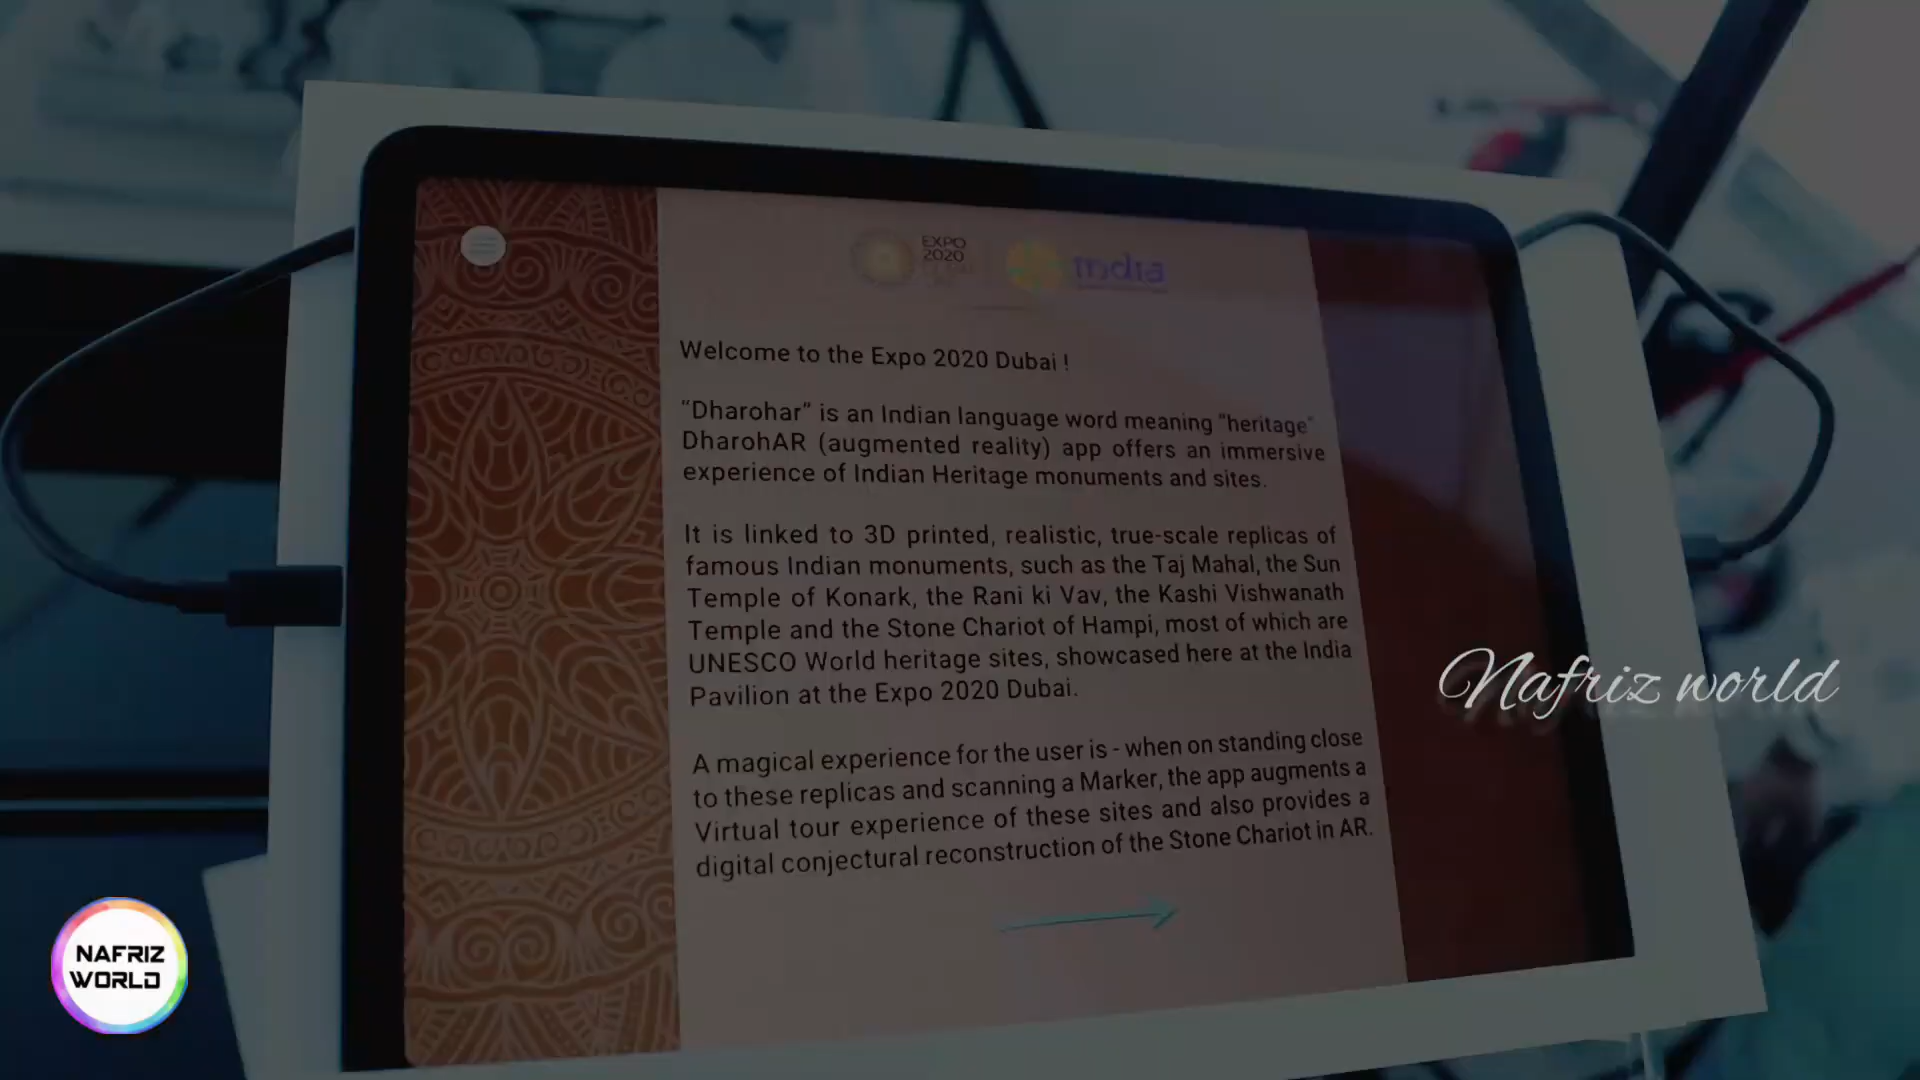 EXPO
2020
india
Welcome to the Expo 2020 Dubai !
“Dharohar” is an Indian language word meaning “heritage”
DharohAR (augmented reality) app offers an immersive
experience of Indian Heritage monuments and sites.
It is linked to 3D printed, realistic, true-scale replicas of
famous Indian monuments, such as the Taj Mahal, the Sun
Temple of Konark, the Rani ki Vav, the Kashi Vishwanath
Temple and the Stone Chariot of Hampi, most of which are
UNESCO World heritage sites, showcased here at the India
Pavilion at the Expo 2020 Dubai.
A magical experience for the user is - when on standing close
to these replicas and scanning a Marker, the app augments a
Virtual tour experience of these sites and also provides a
digital conjectural reconstruction of the Stone Chariot in AR.
Nafriz world
NAFRIZ
WORLD